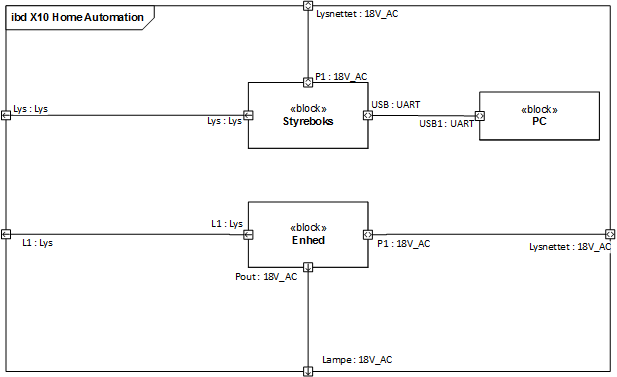 ibd X10 Home Automation
Lysnettet : 18V_AC
P1 : 18V_AC
Lys : Lys
Lys : Lys
«block»
Styreboks
USB : UART
USB1 : UART
«block»
PC
L1 : Lys
L1 : Lys
«block»
Enhed
P1 : 18V_AC
Lysnettet : 18V_AC
Pout : 18V_AC
Lampe : 18V_AC